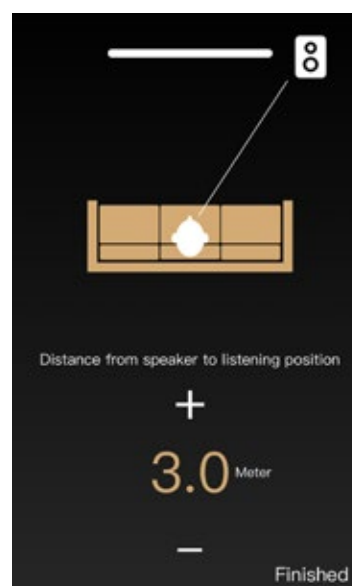 Distance from speaker to listening position
+
3.0 Meter
−
Finished